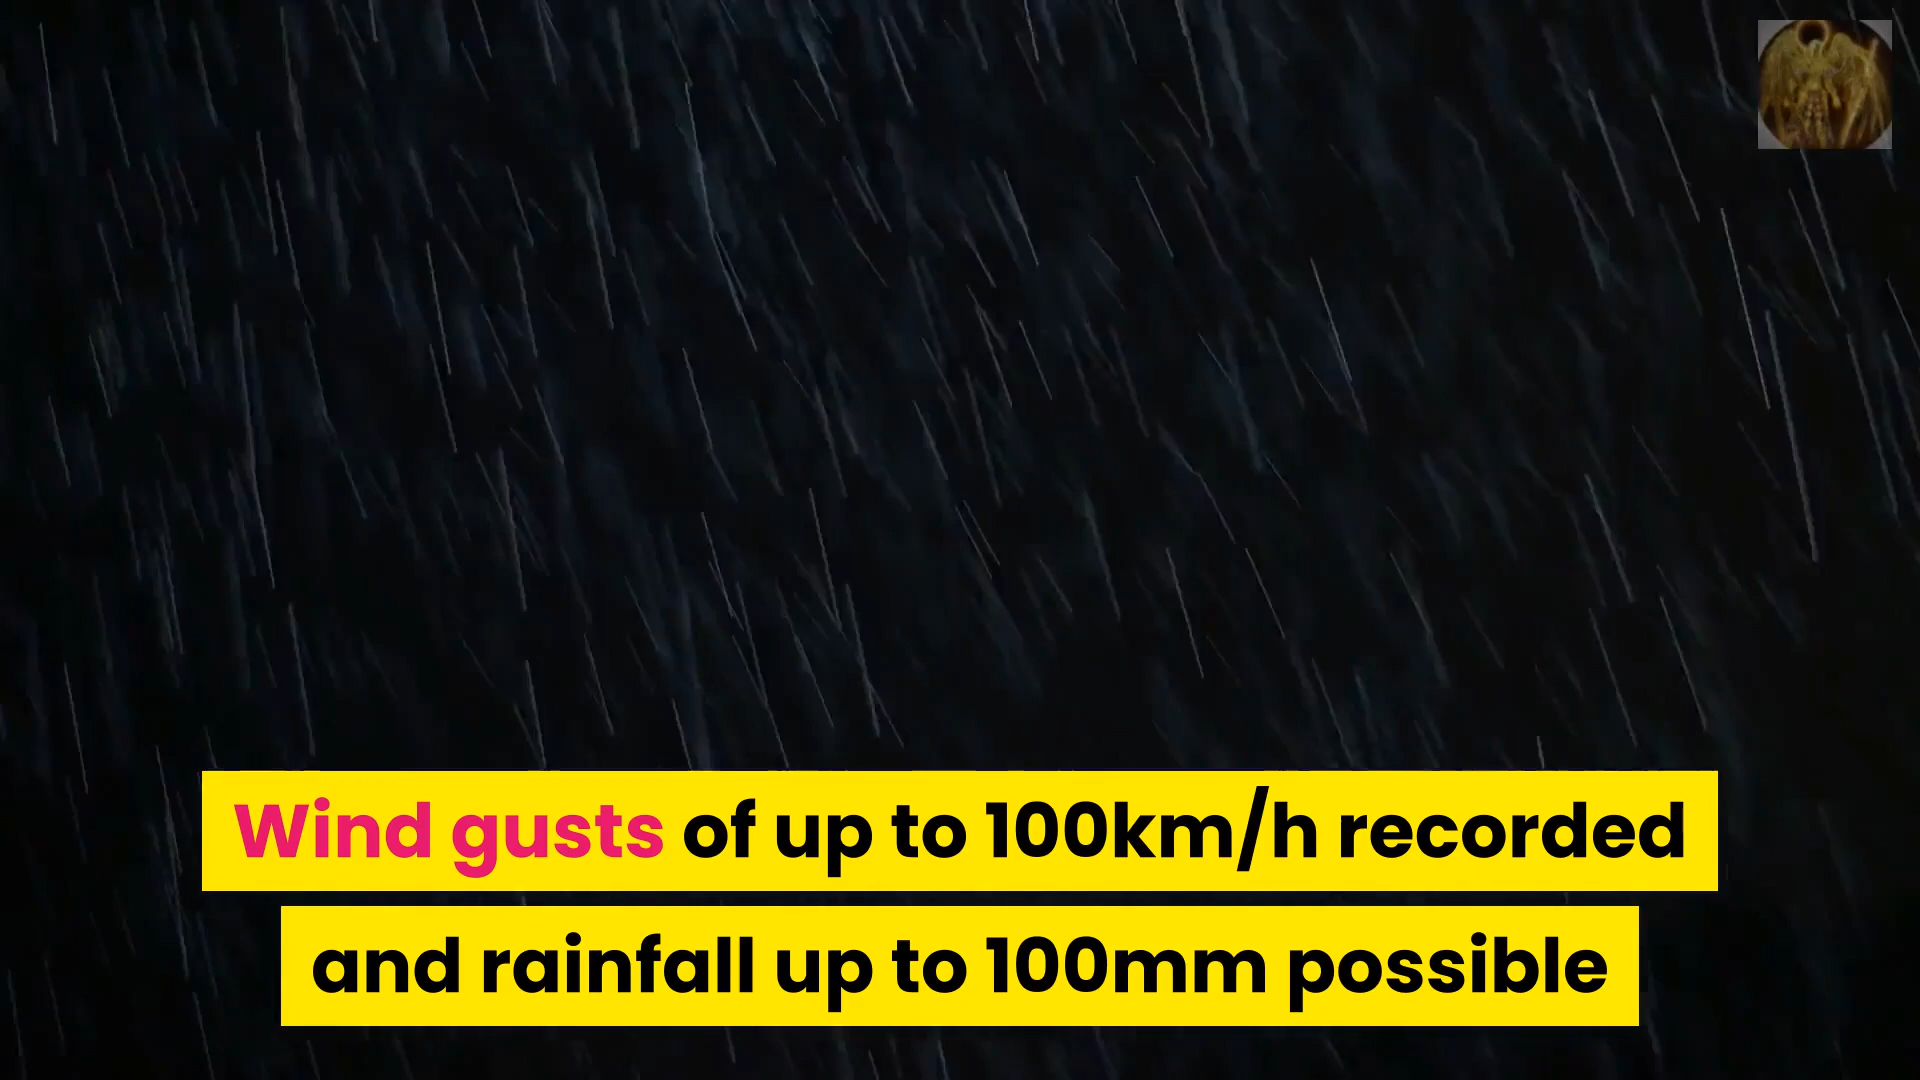 Wind gusts of up to 100km/h recorded
and rainfall up to 100mm possible